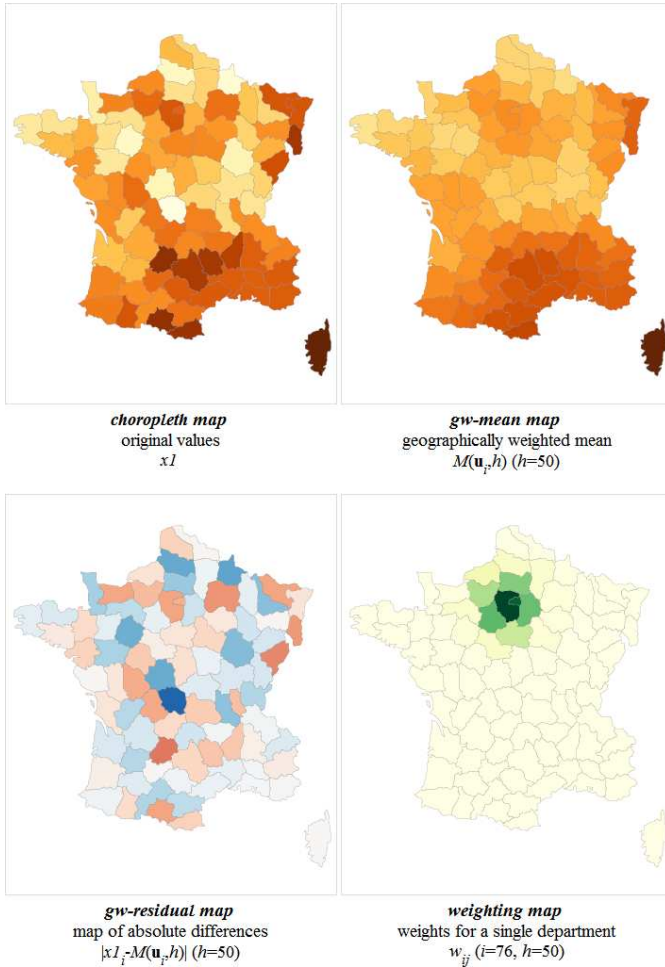 choropleth map
original values
x1
gw-mean map
geographically weighted mean
M(uᵢ,h) (h=50)
gw-residual map
map of absolute differences
|x1ᵢ-M(uᵢ,h)| (h=50)
weighting map
weights for a single department
wᵢⱼ (i=76, h=50)